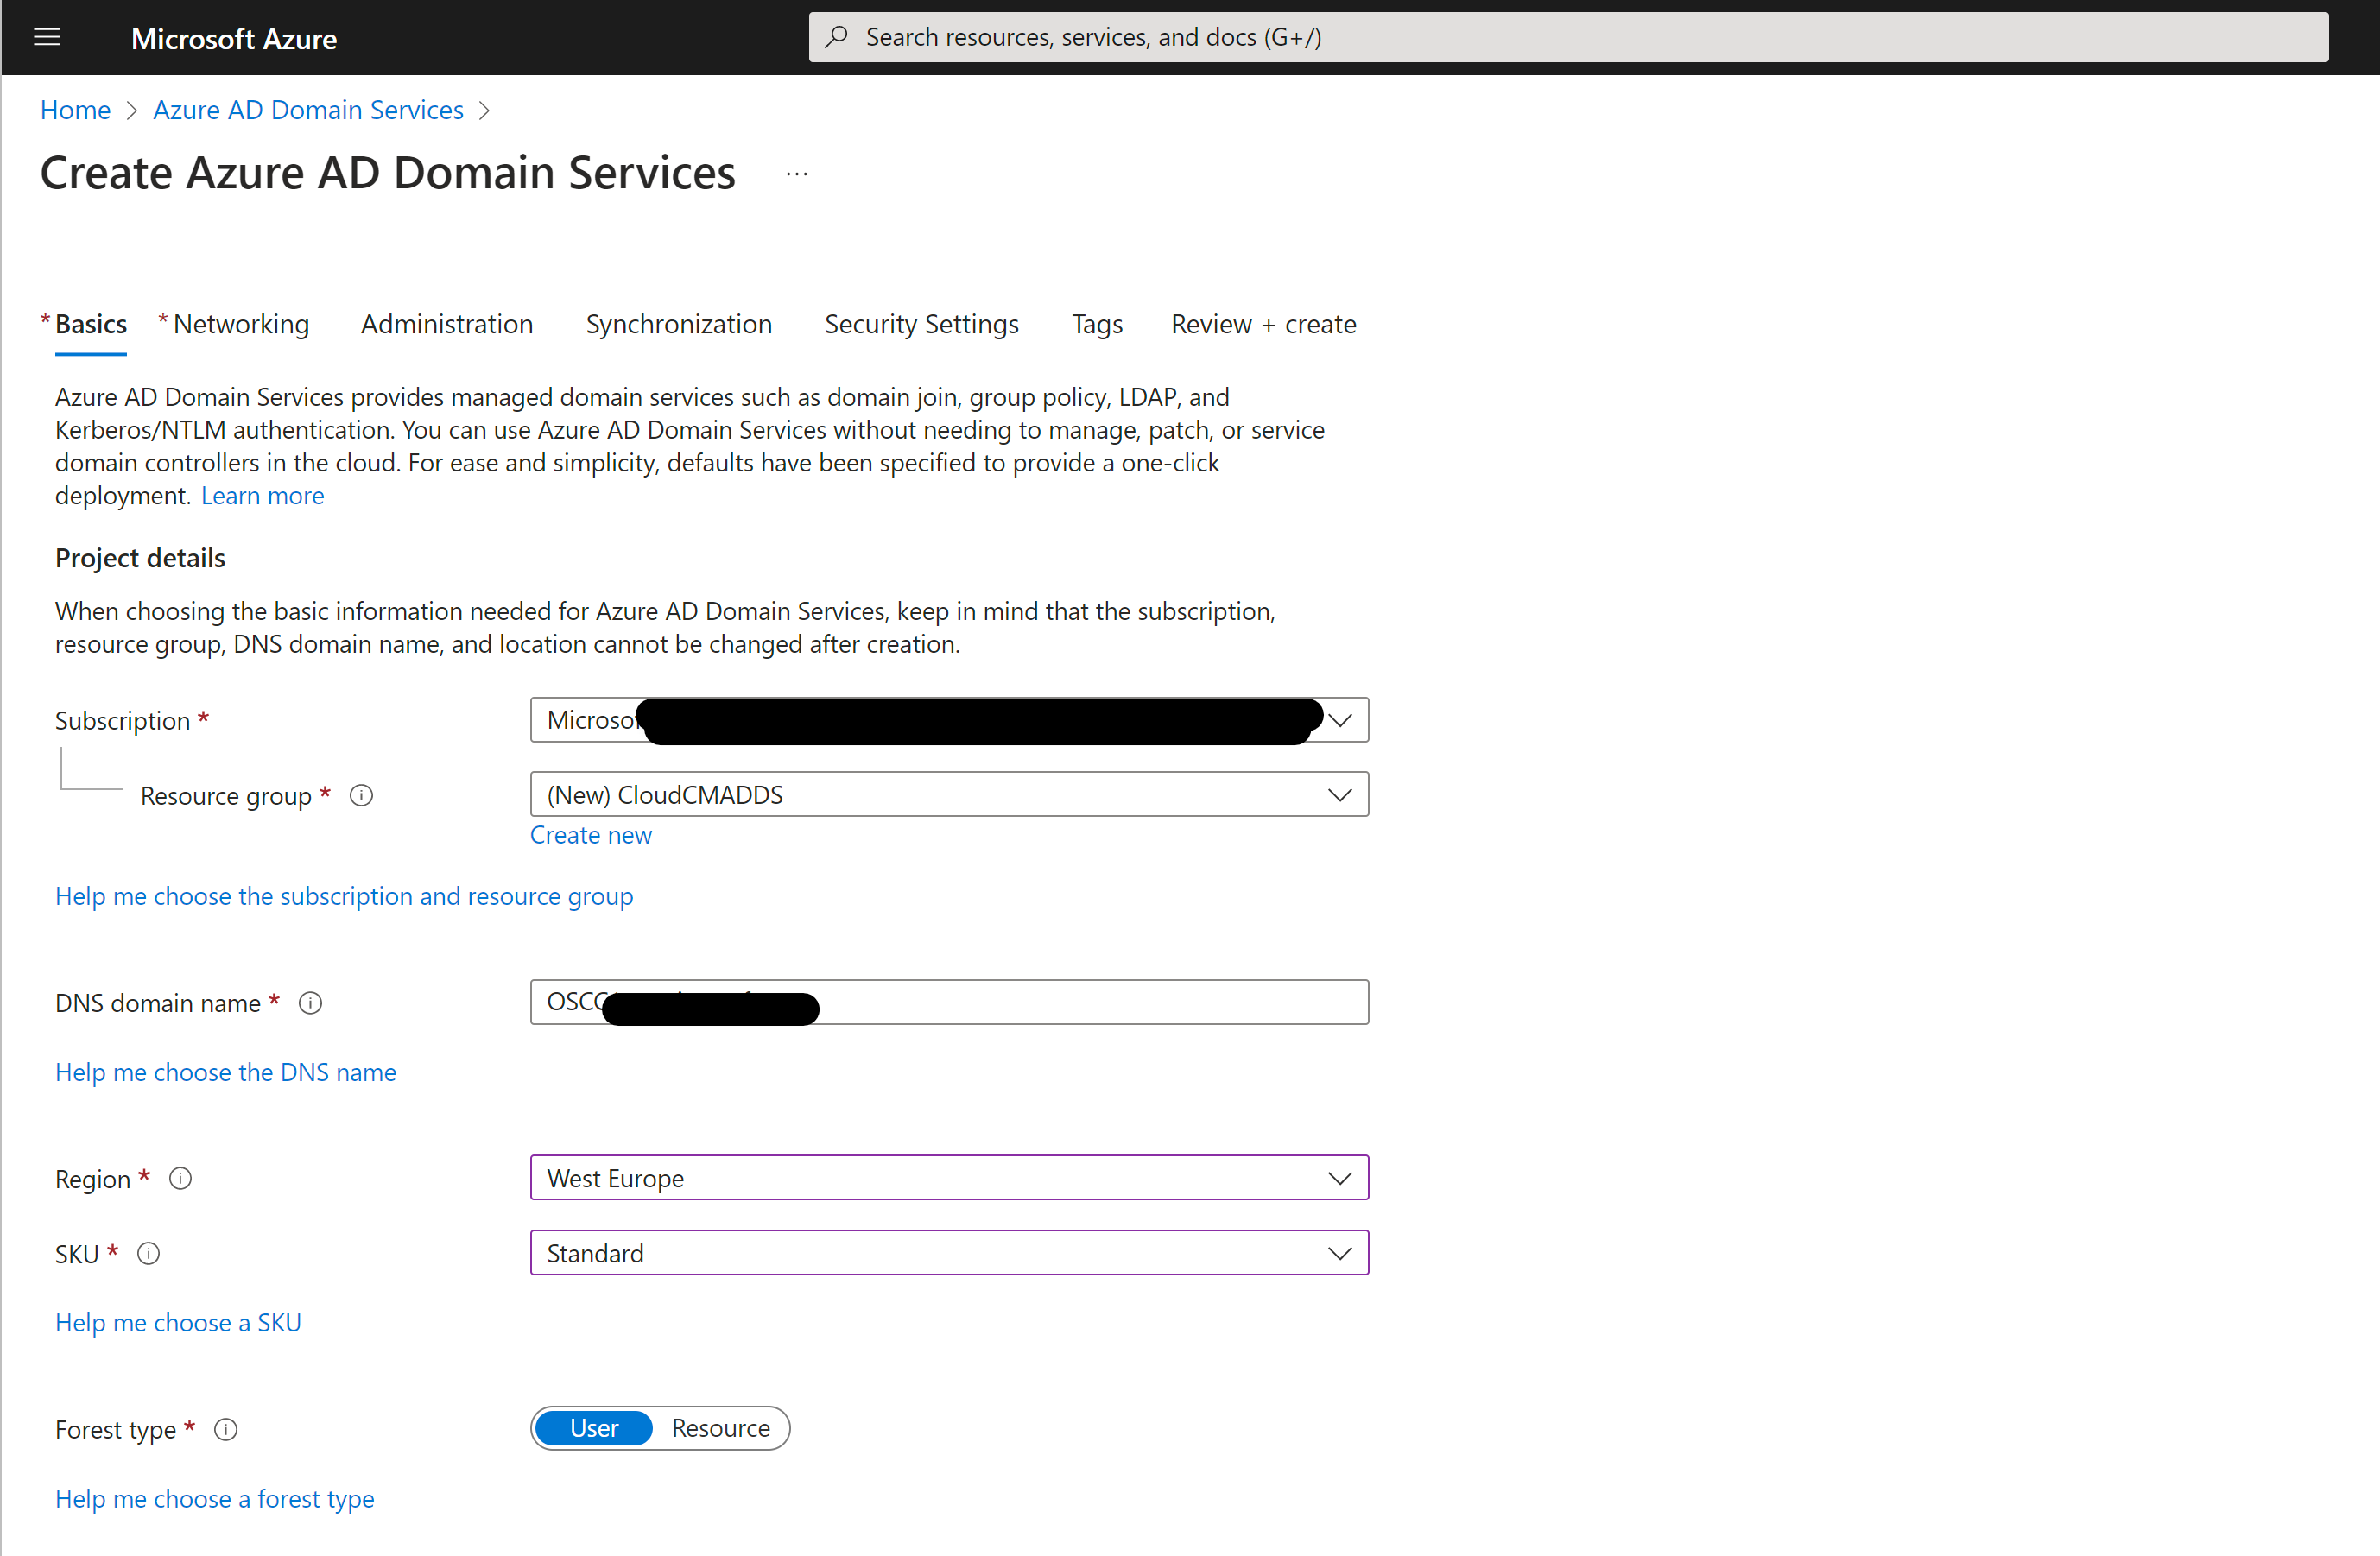 Microsoft Azure
Search resources, services, and docs (G+/)
Home > Azure AD Domain Services >
Create Azure AD Domain Services ...
* Basics * Networking Administration Synchronization Security Settings Tags Review + create
Azure AD Domain Services provides managed domain services such as domain join, group policy, LDAP, and
Kerberos/NTLM authentication. You can use Azure AD Domain Services without needing to manage, patch, or service
domain controllers in the cloud. For ease and simplicity, defaults have been specified to provide a one-click
deployment. Learn more
Project details
When choosing the basic information needed for Azure AD Domain Services, keep in mind that the subscription,
resource group, DNS domain name, and location cannot be changed after creation.
Subscription *
Resource group * (New) CloudCMADDS
Create new
Help me choose the subscription and resource group
DNS domain name *
Help me choose the DNS name
Region * West Europe
SKU * Standard
Help me choose a SKU
Forest type * User Resource
Help me choose a forest type